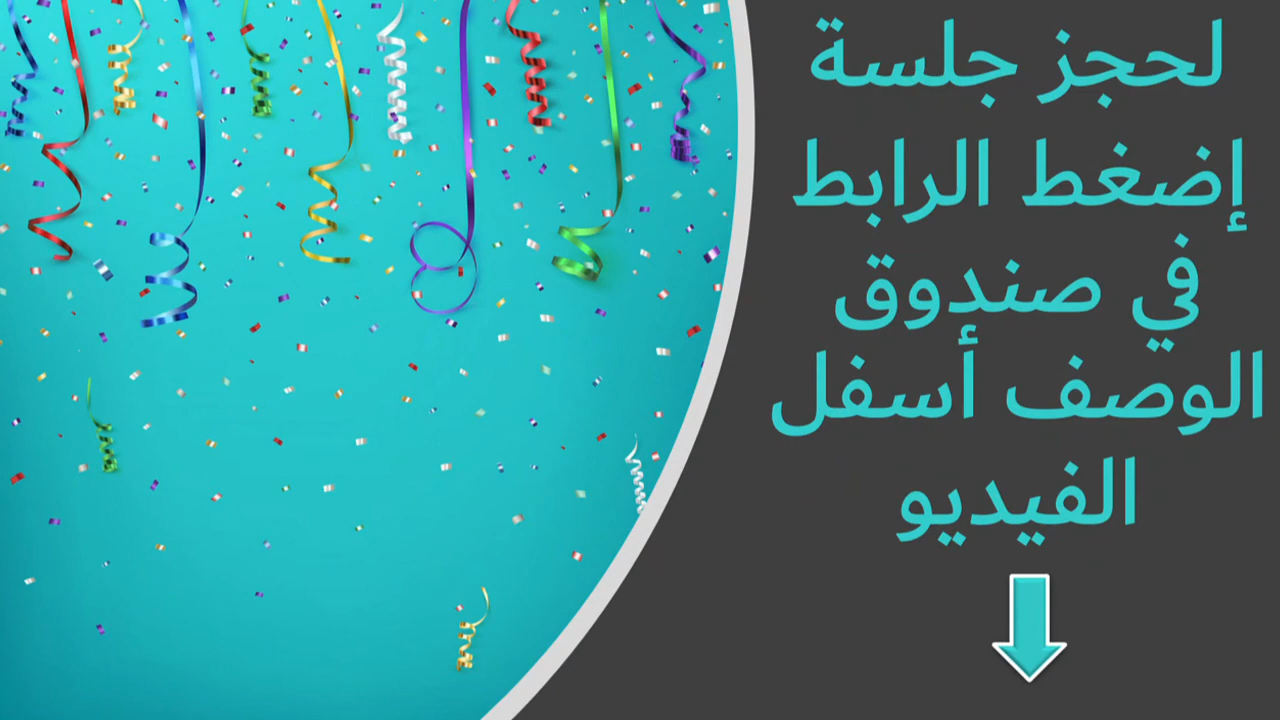 لحجز جلسة
إضغط الرابط
في صندوق
الوصف أسفل
الفيديو